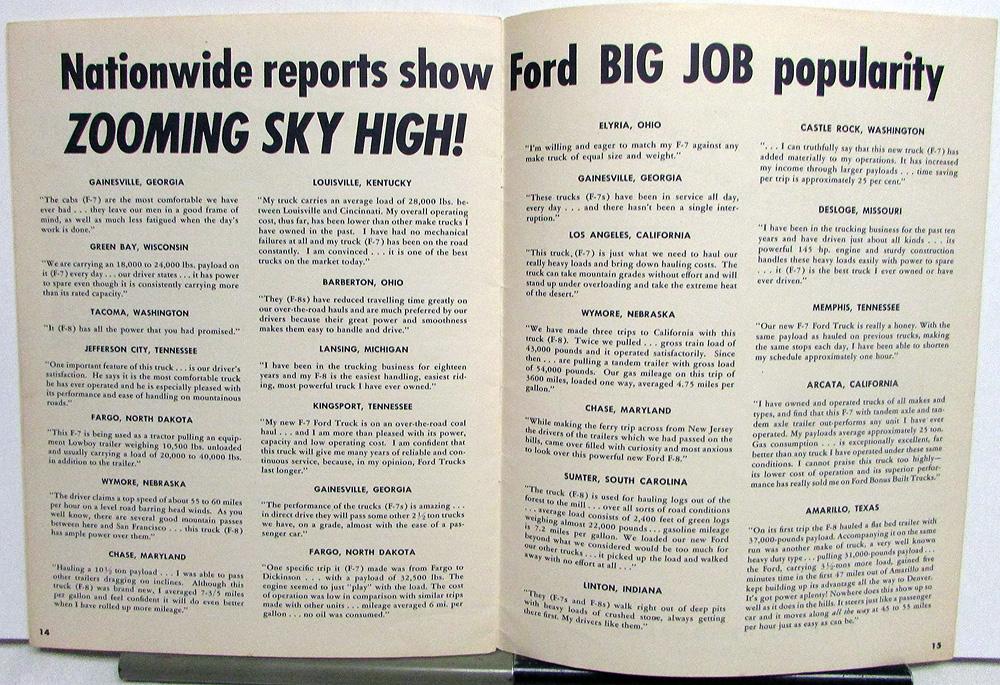 Nationwide reports show Ford BIG JOB popularity
ZOOMING SKY HIGH!
GAINESVILLE, GEORGIA
"The cabs (F-7) are the most comfortable we have
ever had . . . they leave our men in a good frame of
mind, as well as much less fatigued when the day's
work is done."
GREEN BAY, WISCONSIN
"We are carrying an 18,000 to 24,000 lbs. payload on
it (F-7) every day . . . our driver states . . . it has power
to spare even though it is consistently carrying more
than its rated capacity."
TACOMA, WASHINGTON
"It (F-8) has all the power that you had promised."
JEFFERSON CITY, TENNESSEE
"One important feature of this truck . . . is our driver's
satisfaction. He says it is the most comfortable truck
he has ever operated and he is especially pleased with
its performance and ease of handling on mountainous
roads."
FARGO, NORTH DAKOTA
"This F-7 is being used as a tractor pulling an equip-
ment Lowboy trailer weighing 10,500 lbs. unloaded
and usually carrying a load of 20,000 to 40,000 lbs.
in addition to the trailer."
WYMORE, NEBRASKA
"The driver claims a top speed of about 55 to 60 miles
per hour on a level road barring head winds. As you
well know, there are several good mountain passes
between here and San Francisco . . . this truck (F-8)
has ample power over them."
CHASE, MARYLAND
"Hauling a 10½ ton payload . . . I was able to pass
other trailers dragging on inclines. Although this
truck (F-8) was brand new, I averaged 7-3/5 miles
per gallon and feel confident it will do even better
when I have rolled up more mileage."
14
LOUISVILLE, KENTUCKY
"My truck carries an average load of 28,000 lbs. be-
tween Louisville and Cincinnati. My overall operating
cost, thus far, has been lower than other make trucks I
have owned in the past. I have had no mechanical
failures at all and my truck (F-7) has been on the road
constantly. I am convinced . . . it is one of the best
trucks on the market today."
BARBERTON, OHIO
"They (F-8s) have reduced travelling time greatly on
our over-the-road hauls and are much preferred by our
drivers because their great power and smoothness
makes them easy to handle and drive."
LANSING, MICHIGAN
"I have been in the trucking business for eighteen
years and my F-8 is the easiest handling, easiest rid-
ing, most powerful truck I have ever owned."
KINGSPORT, TENNESSEE
"My new F-7 Ford Truck is on an over-the-road coal
haul . . . and I am more than pleased with its power,
capacity and low operating cost. I am confident that
this truck will give me many years of reliable and con-
tinuous service, because, in my opinion, Ford Trucks
last longer."
GAINESVILLE, GEORGIA
"The performance of the trucks (F-7s) is amazing . . .
in direct drive they will pass some other 2½ ton trucks
we have, on a grade, almost with the ease of a pas-
senger car."
FARGO, NORTH DAKOTA
"One specific trip (F-7) made was from Fargo to
Dickinson . . . with a payload of 32,500 lbs. The
engine seemed to just "play" with the load. The cost
of operation was low in comparison with similar trips
made with other units . . . mileage averaged 6 mi. per
gallon . . . no oil was consumed."
ELYRIA, OHIO
"I'm willing and eager to match my F-7 against any
make truck of equal size and weight."
GAINESVILLE, GEORGIA
"These trucks (F-7s) have been in service all day,
every day . . . and there hasn't been a single inter-
ruption."
LOS ANGELES, CALIFORNIA
"This truck, (F-7) is just what we need to haul our
really heavy loads and bring down hauling costs. The
truck can take mountain grades without effort and will
stand up under overloading and take the extreme heat
of the desert."
WYMORE, NEBRASKA
"We have made three trips to California with this
truck (F-8). Twice we pulled . . . gross train load of
43,000 pounds and it operated satisfactorily. Since
then . . . are pulling a tandem trailer with gross load
of 54,000 pounds. Our gas mileage on this trip of
3600 miles, loaded one way, averaged 4.75 miles per
gallon."
CHASE, MARYLAND
"While making the ferry trip across from New Jersey
the drivers of the trailers which we had passed on the
hills, came over filled with curiosity and most anxious
to look over this powerful new Ford F-8."
SUMTER, SOUTH CAROLINA
"The truck (F-8) is used for hauling logs out of the
forest to the mill . . . over all sorts of road conditions
. . . average load consists of 2,400 feet of green logs
weighing almost 22,000 pounds . . . gasoline mileage
is 7.2 miles per gallon. We loaded our new Ford
beyond what we considered would be too much for
our other trucks . . . it picked up the load and walked
away with no effort at all . . ."
LINTON, INDIANA
"They (F-7s and F-8s) walk right out of deep pits
with heavy loads of crushed stone, always getting
there first. My drivers like them."
CASTLE ROCK, WASHINGTON
". . . I can truthfully say that this new truck (F-7) has
added materially to my operations. It has increased
my income through larger payloads . . . time saving
per trip is approximately 25 per cent."
DESLOGE, MISSOURI
"I have been in the trucking business for the past ten
years and have driven just about all kinds . . . its
powerful 145 hp. engine and sturdy construction
handles these heavy loads easily with power to spare
. . . it (F-7) is the best truck I ever owned or have
ever driven."
MEMPHIS, TENNESSEE
"Our new F-7 Ford Truck is really a honey. With the
same payload as hauled on previous trucks, making
the same stops each day, I have been able to shorten
my schedule approximately one hour."
ARCATA, CALIFORNIA
"I have owned and operated trucks of all makes and
types, and find that this F-7 with tandem axle and tan-
dem axle trailer out-performs any unit I have ever
operated. My payloads average approximately 25 ton.
Gas consumption . . . is exceptionally excellent, far
better than any truck I have operated under these same
conditions. I cannot praise this truck too highly—
its lower cost of operation and its superior perfor-
mance has really sold me on Ford Bonus Built Trucks."
AMARILLO, TEXAS
"On its first trip the F-8 hauled a flat bed trailer with
37,000-pounds payload. Accompanying it on the same
run was another make of truck, a very well known
heavy duty type . . . pulling 31,000-pounds payload . . .
the Ford, carrying 3½-tons more load, gained five
minutes time in the first 47 miles out of Amarillo and
kept building up its advantage all the way to Denver.
It's got power aplenty! Nowhere does this show up so
well as it does in the hills. It steers just like a passenger
car and it moves along all the way at 45 to 55 miles
per hour just as easy as can be."
15